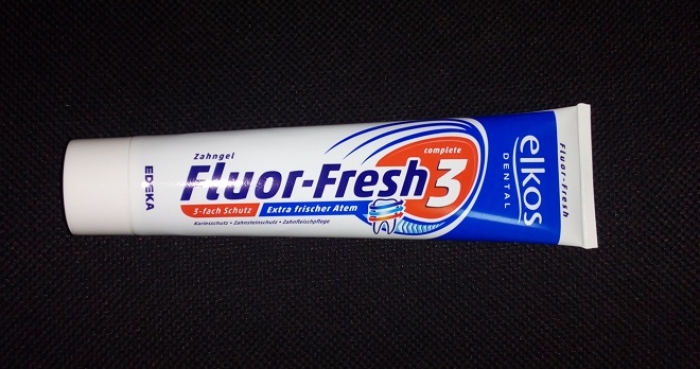 EDEKA
Zahngel
Fluor-Fresh
complete
3
3-fach Schutz
Extra frischer Atem
Kariesschutz • Zahnsteinschutz • Zahnfleischpflege
elkos
DENTAL
Fluor-Fresh